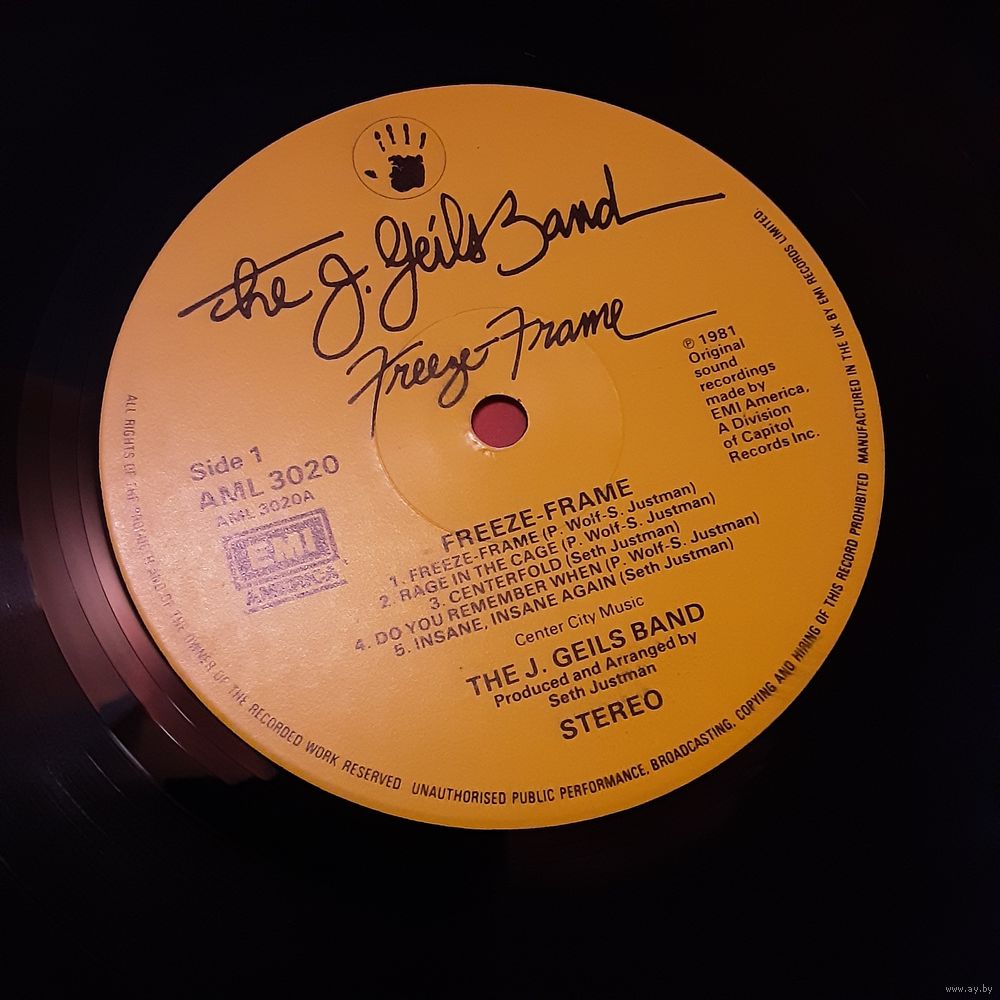 The J. Geils Band
Freeze-Frame
℗ 1981
Original
sound
recordings
made by
EMI America,
A Division
of Capitol
Records Inc.
Side 1
AML 3020
AML 3020A
EMI
AMERICA
FREEZE-FRAME
1. FREEZE-FRAME (P. Wolf-S. Justman)
2. RAGE IN THE CAGE (P. Wolf-S. Justman)
3. CENTERFOLD (Seth Justman)
4. DO YOU REMEMBER WHEN (P. Wolf-S. Justman)
5. INSANE, INSANE AGAIN (Seth Justman)
Center City Music
THE J. GEILS BAND
Produced and Arranged by
Seth Justman
STEREO
ALL RIGHTS OF THE PRODUCER AND OF THE OWNER OF THE RECORDED WORK RESERVED UNAUTHORISED PUBLIC PERFORMANCE, BROADCASTING, COPYING AND HIRING OF THIS RECORD PROHIBITED MANUFACTURED IN THE UK BY EMI RECORDS LIMITED.
www.ay.by